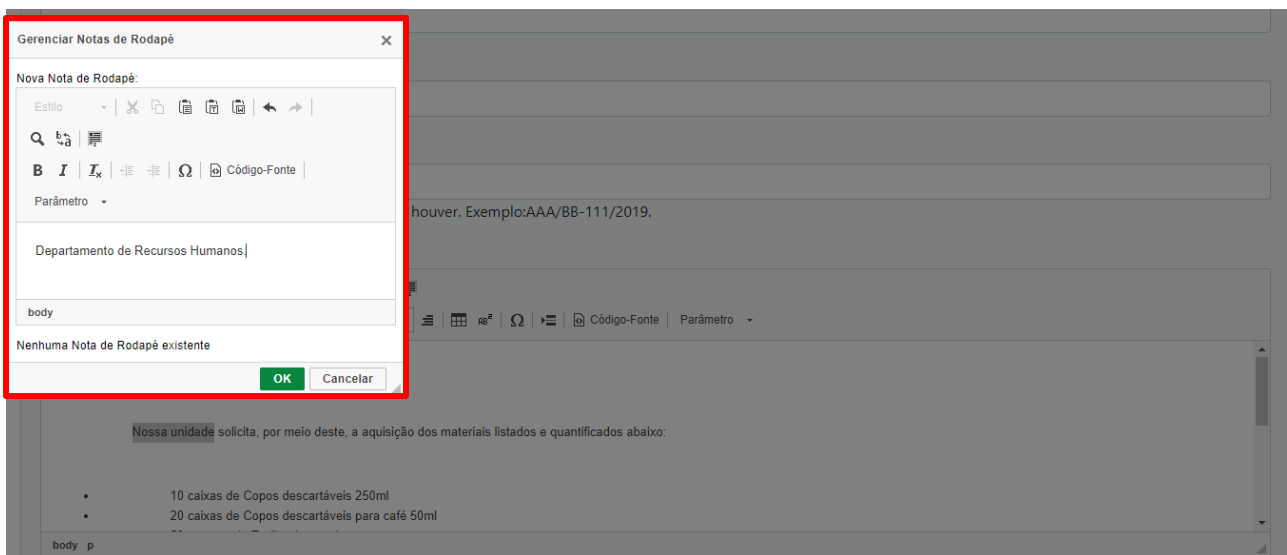 Gerenciar Notas de Rodapé
Nova Nota de Rodapé:
Estilo
B I Ix Ω Código-Fonte
Parâmetro
Departamento de Recursos Humanos.
body
Nenhuma Nota de Rodapé existente
OK Cancelar
houver. Exemplo:AAA/BB-111/2019.
Ω Código-Fonte Parâmetro
Nossa unidade solicita, por meio deste, a aquisição dos materiais listados e quantificados abaixo:
• 10 caixas de Copos descartáveis 250ml
• 20 caixas de Copos descartáveis para café 50ml
body p